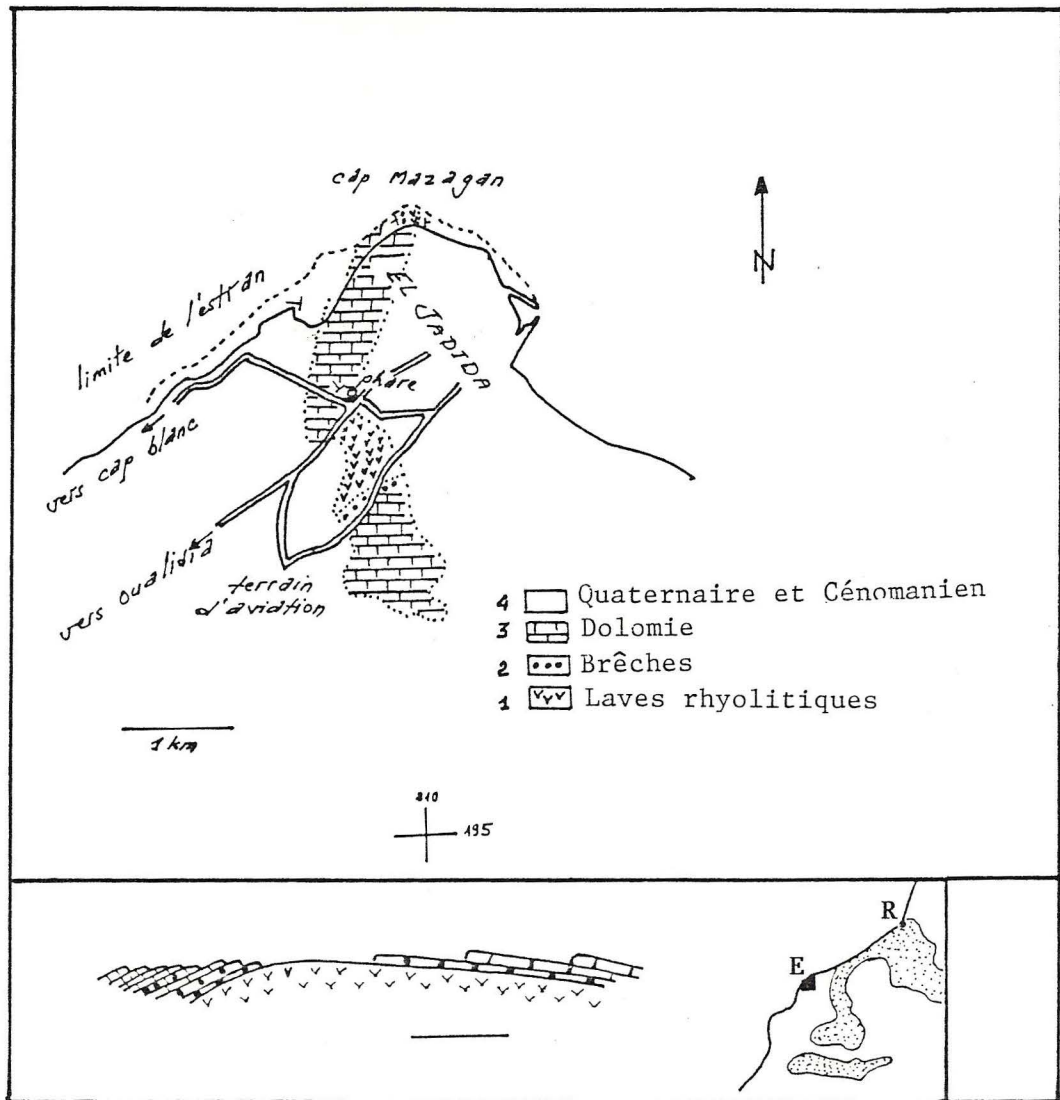 cap Mazagan
N
limite de l'estran
EL JADIDA
phare
vers cap blanc
vers oualidia
terrain
d'aviation
4 Quaternaire et Cénomanien
3 Dolomie
2 Brêches
1 Laves rhyolitiques
1 km
210
195
R
E